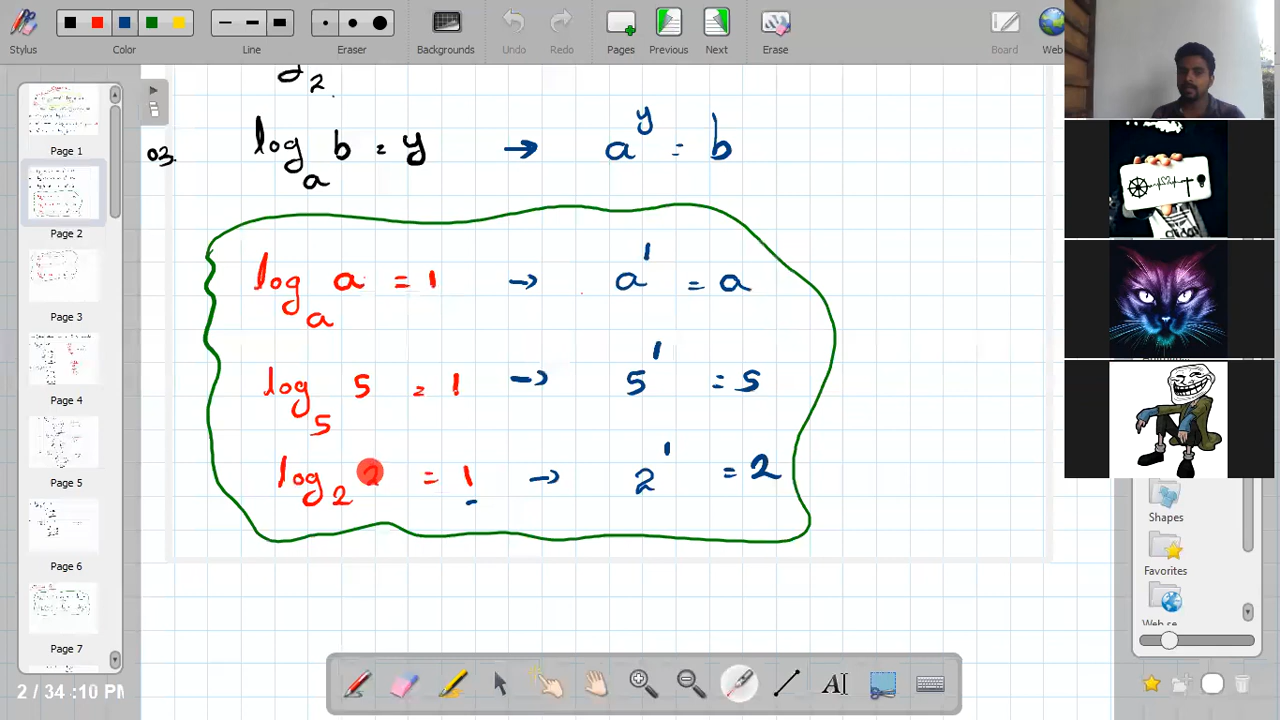 Stylus Color Line Eraser Backgrounds Undo Redo Pages Previous Next Erase Board Web
2
03. log_a b = y → a^y = b
log_a a = 1 → a^1 = a
log_5 5 = 1 → 5^1 = 5
log_2 2 = 1 → 2^1 = 2
Page 1
Page 2
Page 3
Page 4
Page 6
Page 7
2 / 34
:10 PM
Shapes
Favorites
AI